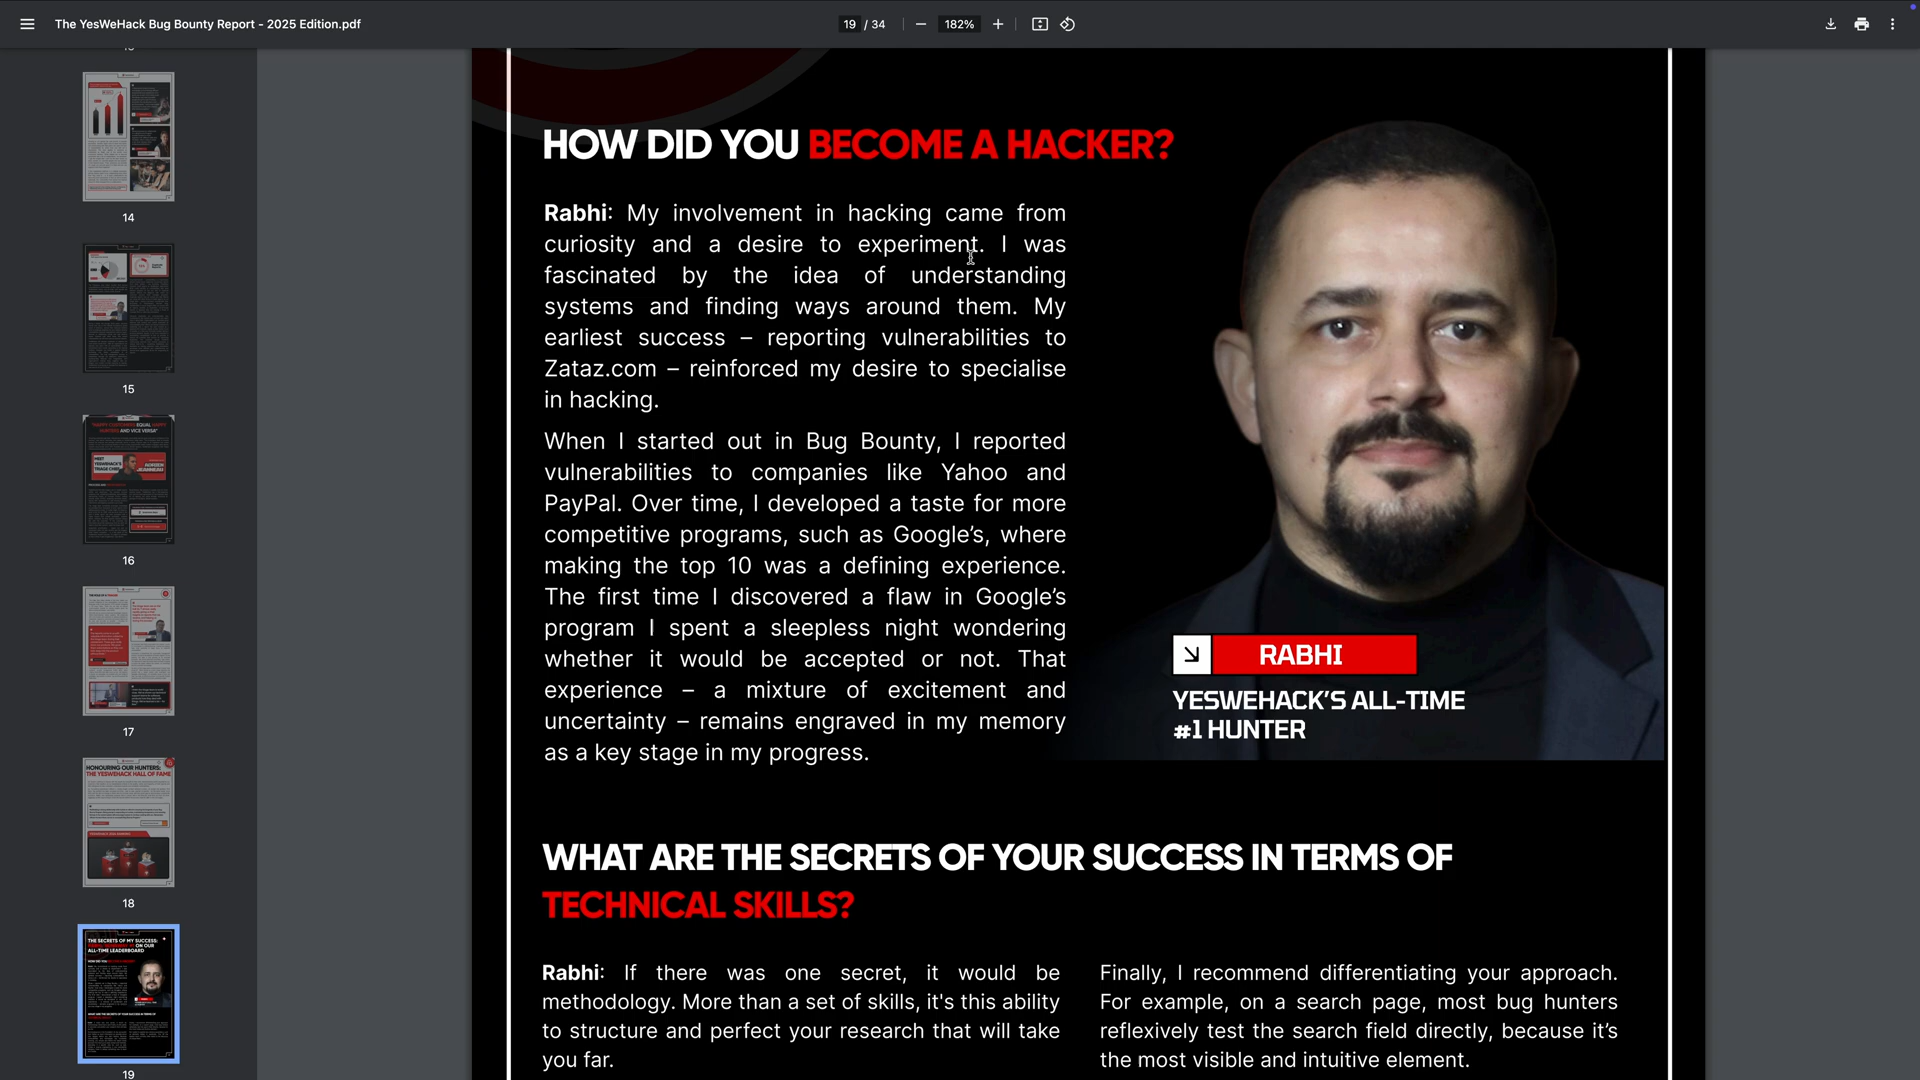 The YesWeHack Bug Bounty Report - 2025 Edition.pdf
19 / 34
182%
14
15
16
17
18
19
HOW DID YOU BECOME A HACKER?
Rabhi: My involvement in hacking came from
curiosity and a desire to experiment. I was
fascinated by the idea of understanding
systems and finding ways around them. My
earliest success – reporting vulnerabilities to
Zataz.com – reinforced my desire to specialise
in hacking.
When I started out in Bug Bounty, I reported
vulnerabilities to companies like Yahoo and
PayPal. Over time, I developed a taste for more
competitive programs, such as Google’s, where
making the top 10 was a defining experience.
The first time I discovered a flaw in Google’s
program I spent a sleepless night wondering
whether it would be accepted or not. That
experience – a mixture of excitement and
uncertainty – remains engraved in my memory
as a key stage in my progress.
RABHI
YESWEHACK’S ALL-TIME
#1 HUNTER
WHAT ARE THE SECRETS OF YOUR SUCCESS IN TERMS OF
TECHNICAL SKILLS?
Rabhi: If there was one secret, it would be
methodology. More than a set of skills, it's this ability
to structure and perfect your research that will take
you far.
Finally, I recommend differentiating your approach.
For example, on a search page, most bug hunters
reflexively test the search field directly, because it’s
the most visible and intuitive element.